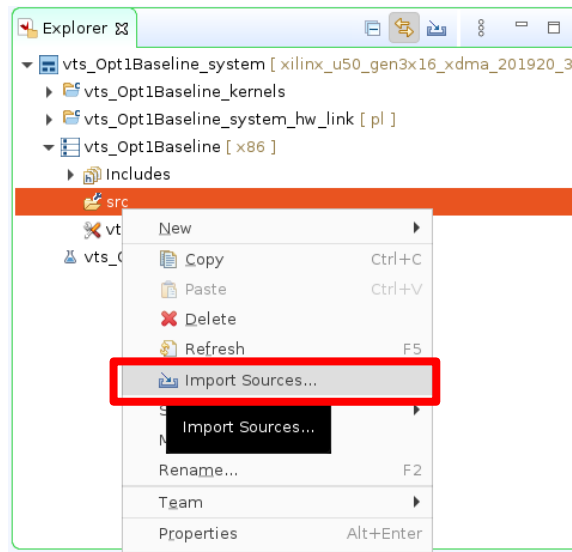 Explorer
vts_Opt1Baseline_system [ xilinx_u50_gen3x16_xdma_201920_3
vts_Opt1Baseline_kernels
vts_Opt1Baseline_system_hw_link [ pl ]
vts_Opt1Baseline [ x86 ]
Includes
src
New
Copy Ctrl+C
Paste Ctrl+V
Delete
Refresh F5
Import Sources...
Import Sources...
Rename... F2
Team
Properties Alt+Enter